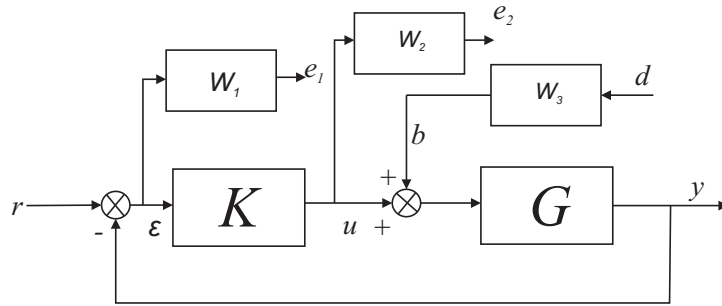 e₂
W₂
W₁
e₁
W₃
d
b
+
r
K
G
y
-
ε
u
+